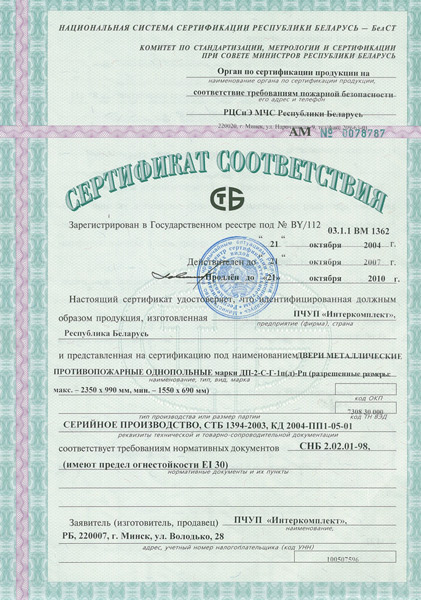 НАЦИОНАЛЬНАЯ СИСТЕМА СЕРТИФИКАЦИИ РЕСПУБЛИКИ БЕЛАРУСЬ — БелСТ
КОМИТЕТ ПО СТАНДАРТИЗАЦИИ, МЕТРОЛОГИИ И СЕРТИФИКАЦИИ
ПРИ СОВЕТЕ МИНИСТРОВ РЕСПУБЛИКИ БЕЛАРУСЬ
Орган по сертификации продукции на
наименование органа по сертификации продукции,
соответствие требованиям пожарной безопасности
его адрес и телефон
РЦСиЭ МЧС Республики Беларусь
220020, г. Минск, ул.
АМ № 0078787
СЕРТИФИКАТ СООТВЕТСТВИЯ
СТБ
Зарегистрирован в Государственном реестре под № BY/112 03.1.1 ВМ 1362
"21" октября 2004 г.
Действителен до "21 октября 2007 г.
Продлён до «21» октября 2010 г.
Настоящий сертификат удостоверяет, что идентифицированная должным
образом продукция, изготовленная ПЧУП «Интеркомплект»,
предприятие (фирма), страна
Республика Беларусь
и представленная на сертификацию под наименованием ДВЕРИ МЕТАЛЛИЧЕСКИЕ
ПРОТИВОПОЖАРНЫЕ ОДНОПОЛЬНЫЕ марки ДП-2-С-Г-1п(л)-Рп (разрешенные размеры:
наименование, тип, вид, марка
макс. – 2350 х 990 мм, мин. – 1550 х 690 мм)
код ОКП
7308 30 000
тип производства или размер партии
код ТН ВЭД
СЕРИЙНОЕ ПРОИЗВОДСТВО, СТБ 1394-2003, КД 2004-ПП1-05-01
реквизиты технической и товарно-сопроводительной документации
соответствует требованиям нормативных документов СНБ 2.02.01-98,
(имеют предел огнестойкости EI 30)
нормативные документы и их пункты
Заявитель (изготовитель, продавец) ПЧУП «Интеркомплект»,
наименование,
РБ, 220007, г. Минск, ул. Володько, 28
адрес, учетный номер налогоплательщика (код УНН)
100507596